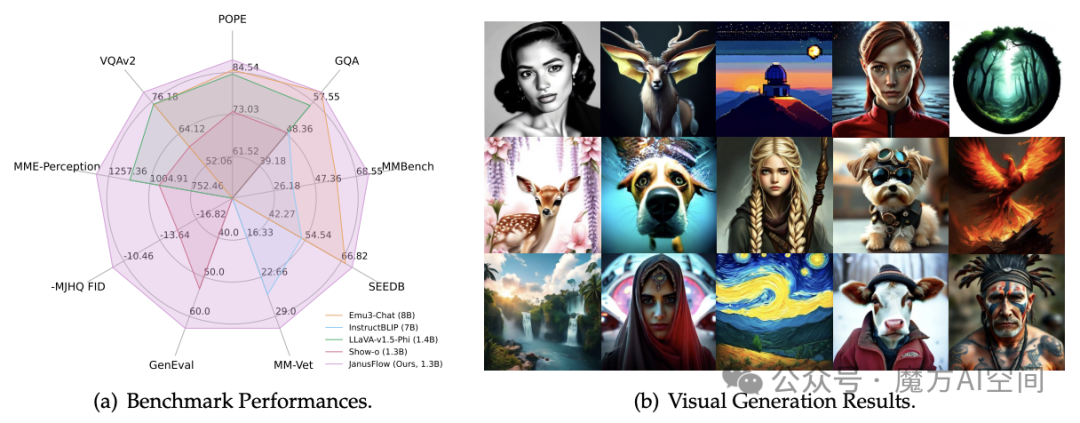 POPE
VQAv2
GQA
84.54
76.18
57.55
73.03
64.12
48.36
MME-Perception
1257.36
1004.91
752.46
52.06
61.52
39.18
26.18
47.36
68.55
MMBench
-16.82
42.27
-13.64
40.0
16.33
54.54
-10.46
66.82
-MJHQ FID
50.0
22.66
SEEDB
60.0
29.0
GenEval
MM-Vet
Emu3-Chat (8B)
InstructBLIP (7B)
LLaVA-v1.5-Phi (1.4B)
Show-o (1.3B)
JanusFlow (Ours, 1.3B)
公众号 · 魔方AI空间
(a) Benchmark Performances.
(b) Visual Generation Results.